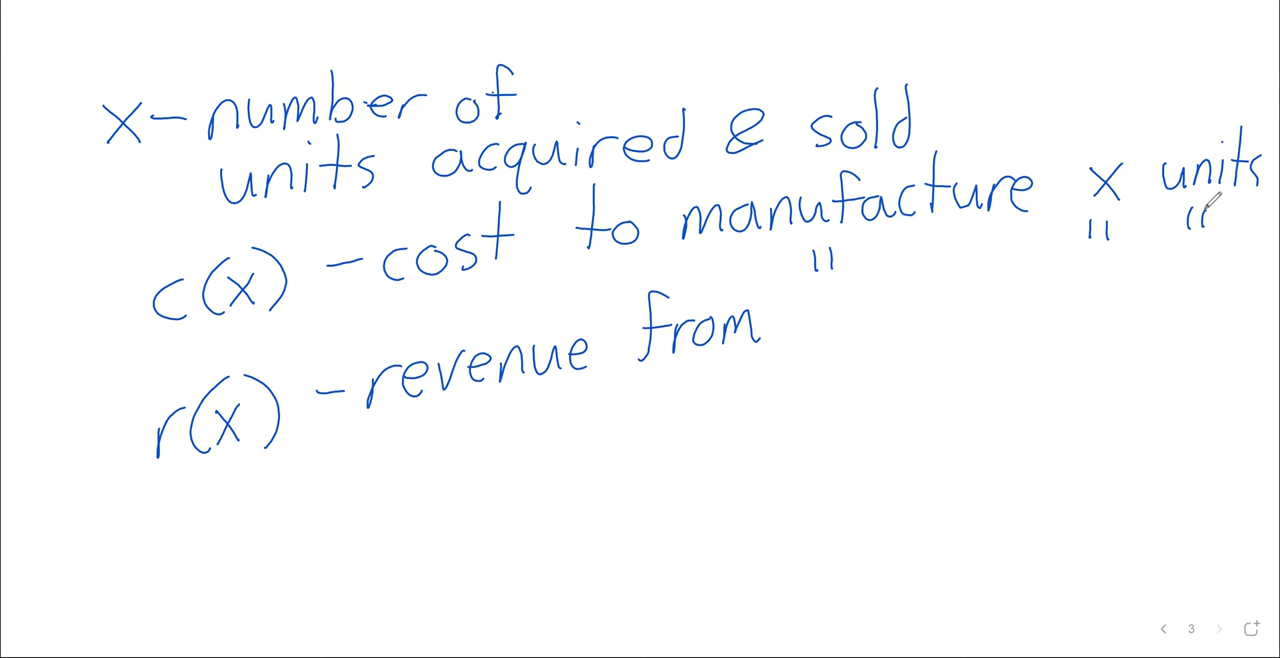 x – number of
units acquired & sold
c(x) – cost to manufacture x units
" " "
r(x) – revenue from
< 3 >